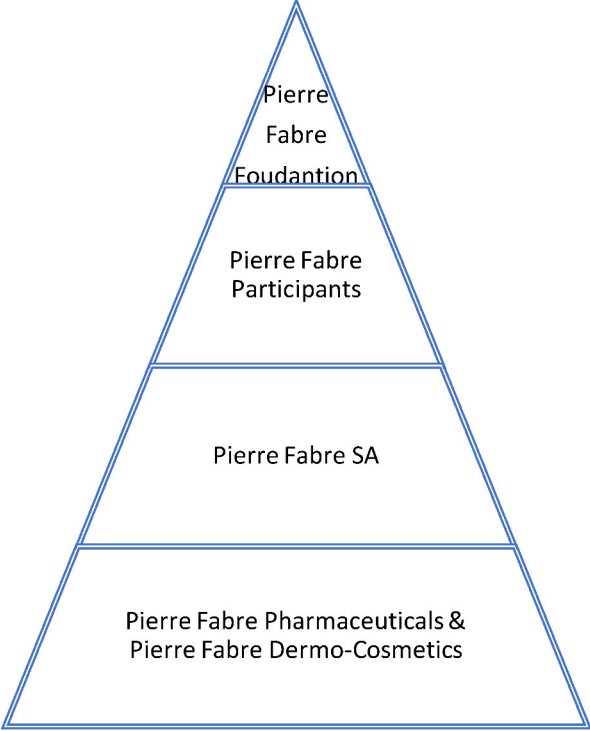 Pierre
Fabre
Foudantion
Pierre Fabre
Participants
Pierre Fabre SA
Pierre Fabre Pharmaceuticals &
Pierre Fabre Dermo-Cosmetics